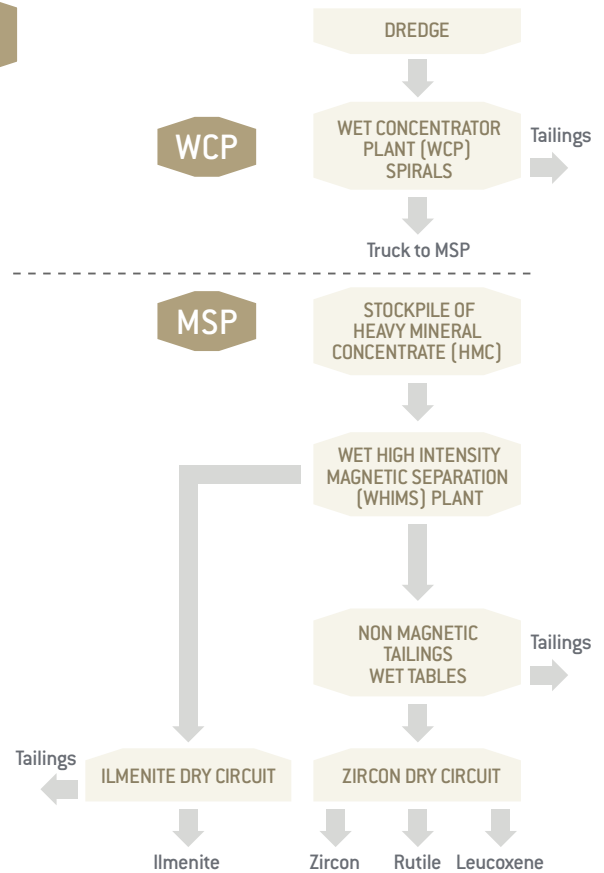 DREDGE
WCP
WET CONCENTRATOR
PLANT (WCP)
SPIRALS
Tailings
Truck to MSP
MSP
STOCKPILE OF
HEAVY MINERAL
CONCENTRATE (HMC)
WET HIGH INTENSITY
MAGNETIC SEPARATION
(WHIMS) PLANT
NON MAGNETIC
TAILINGS
WET TABLES
Tailings
Tailings
ILMENITE DRY CIRCUIT
ZIRCON DRY CIRCUIT
Ilmenite
Zircon
Rutile
Leucoxene